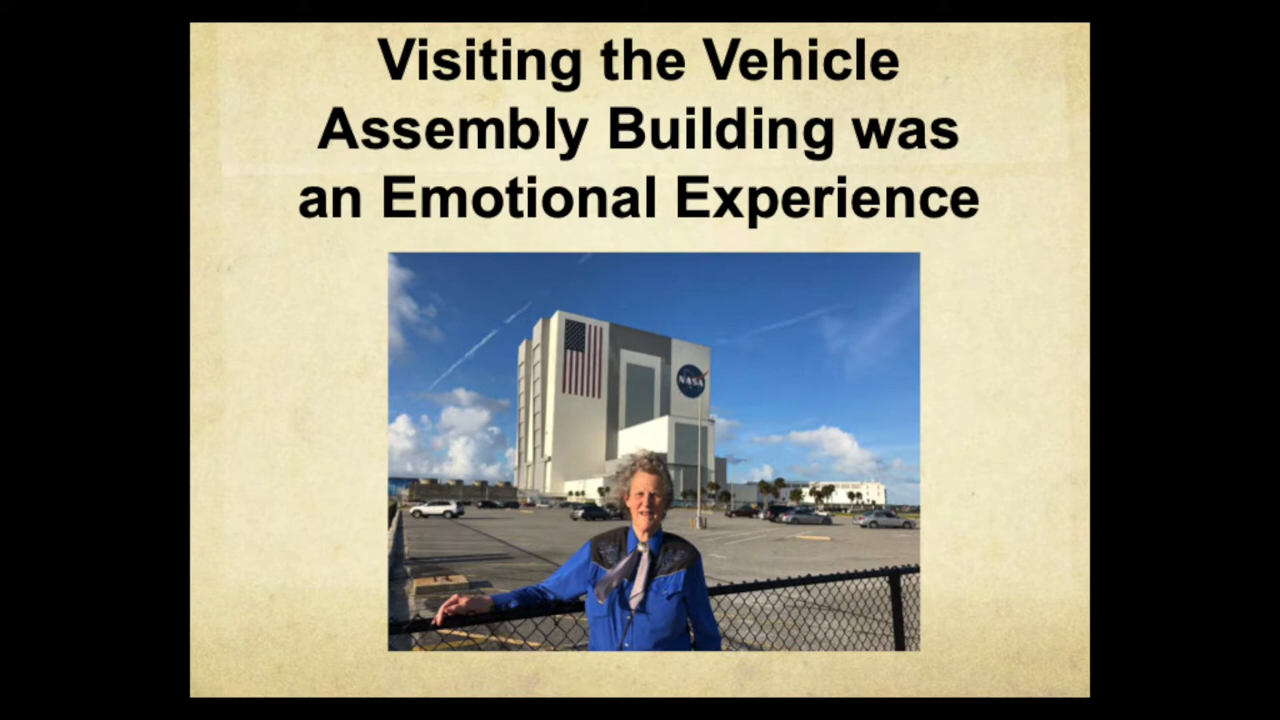 Visiting the Vehicle
Assembly Building was
an Emotional Experience
NASA